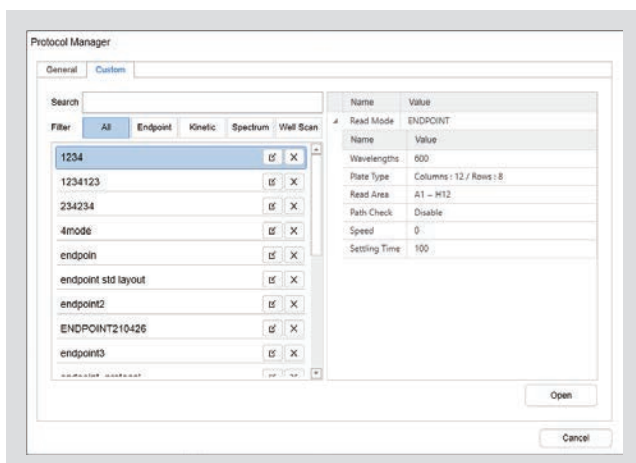 Protocol Manager
General Custom
Search
Filter All Endpoint Kinetic Spectrum Well Scan
1234
1234123
234234
4mode
endpoin
endpoint std layout
endpoint2
ENDPOINT210426
endpoint3
Name Value
Read Mode ENDPOINT
Name Value
Wavelengths 600
Plate Type Columns : 12 / Rows : 8
Read Area A1 ~ H12
Path Check Disable
Speed 0
Settling Time 100
Open
Cancel